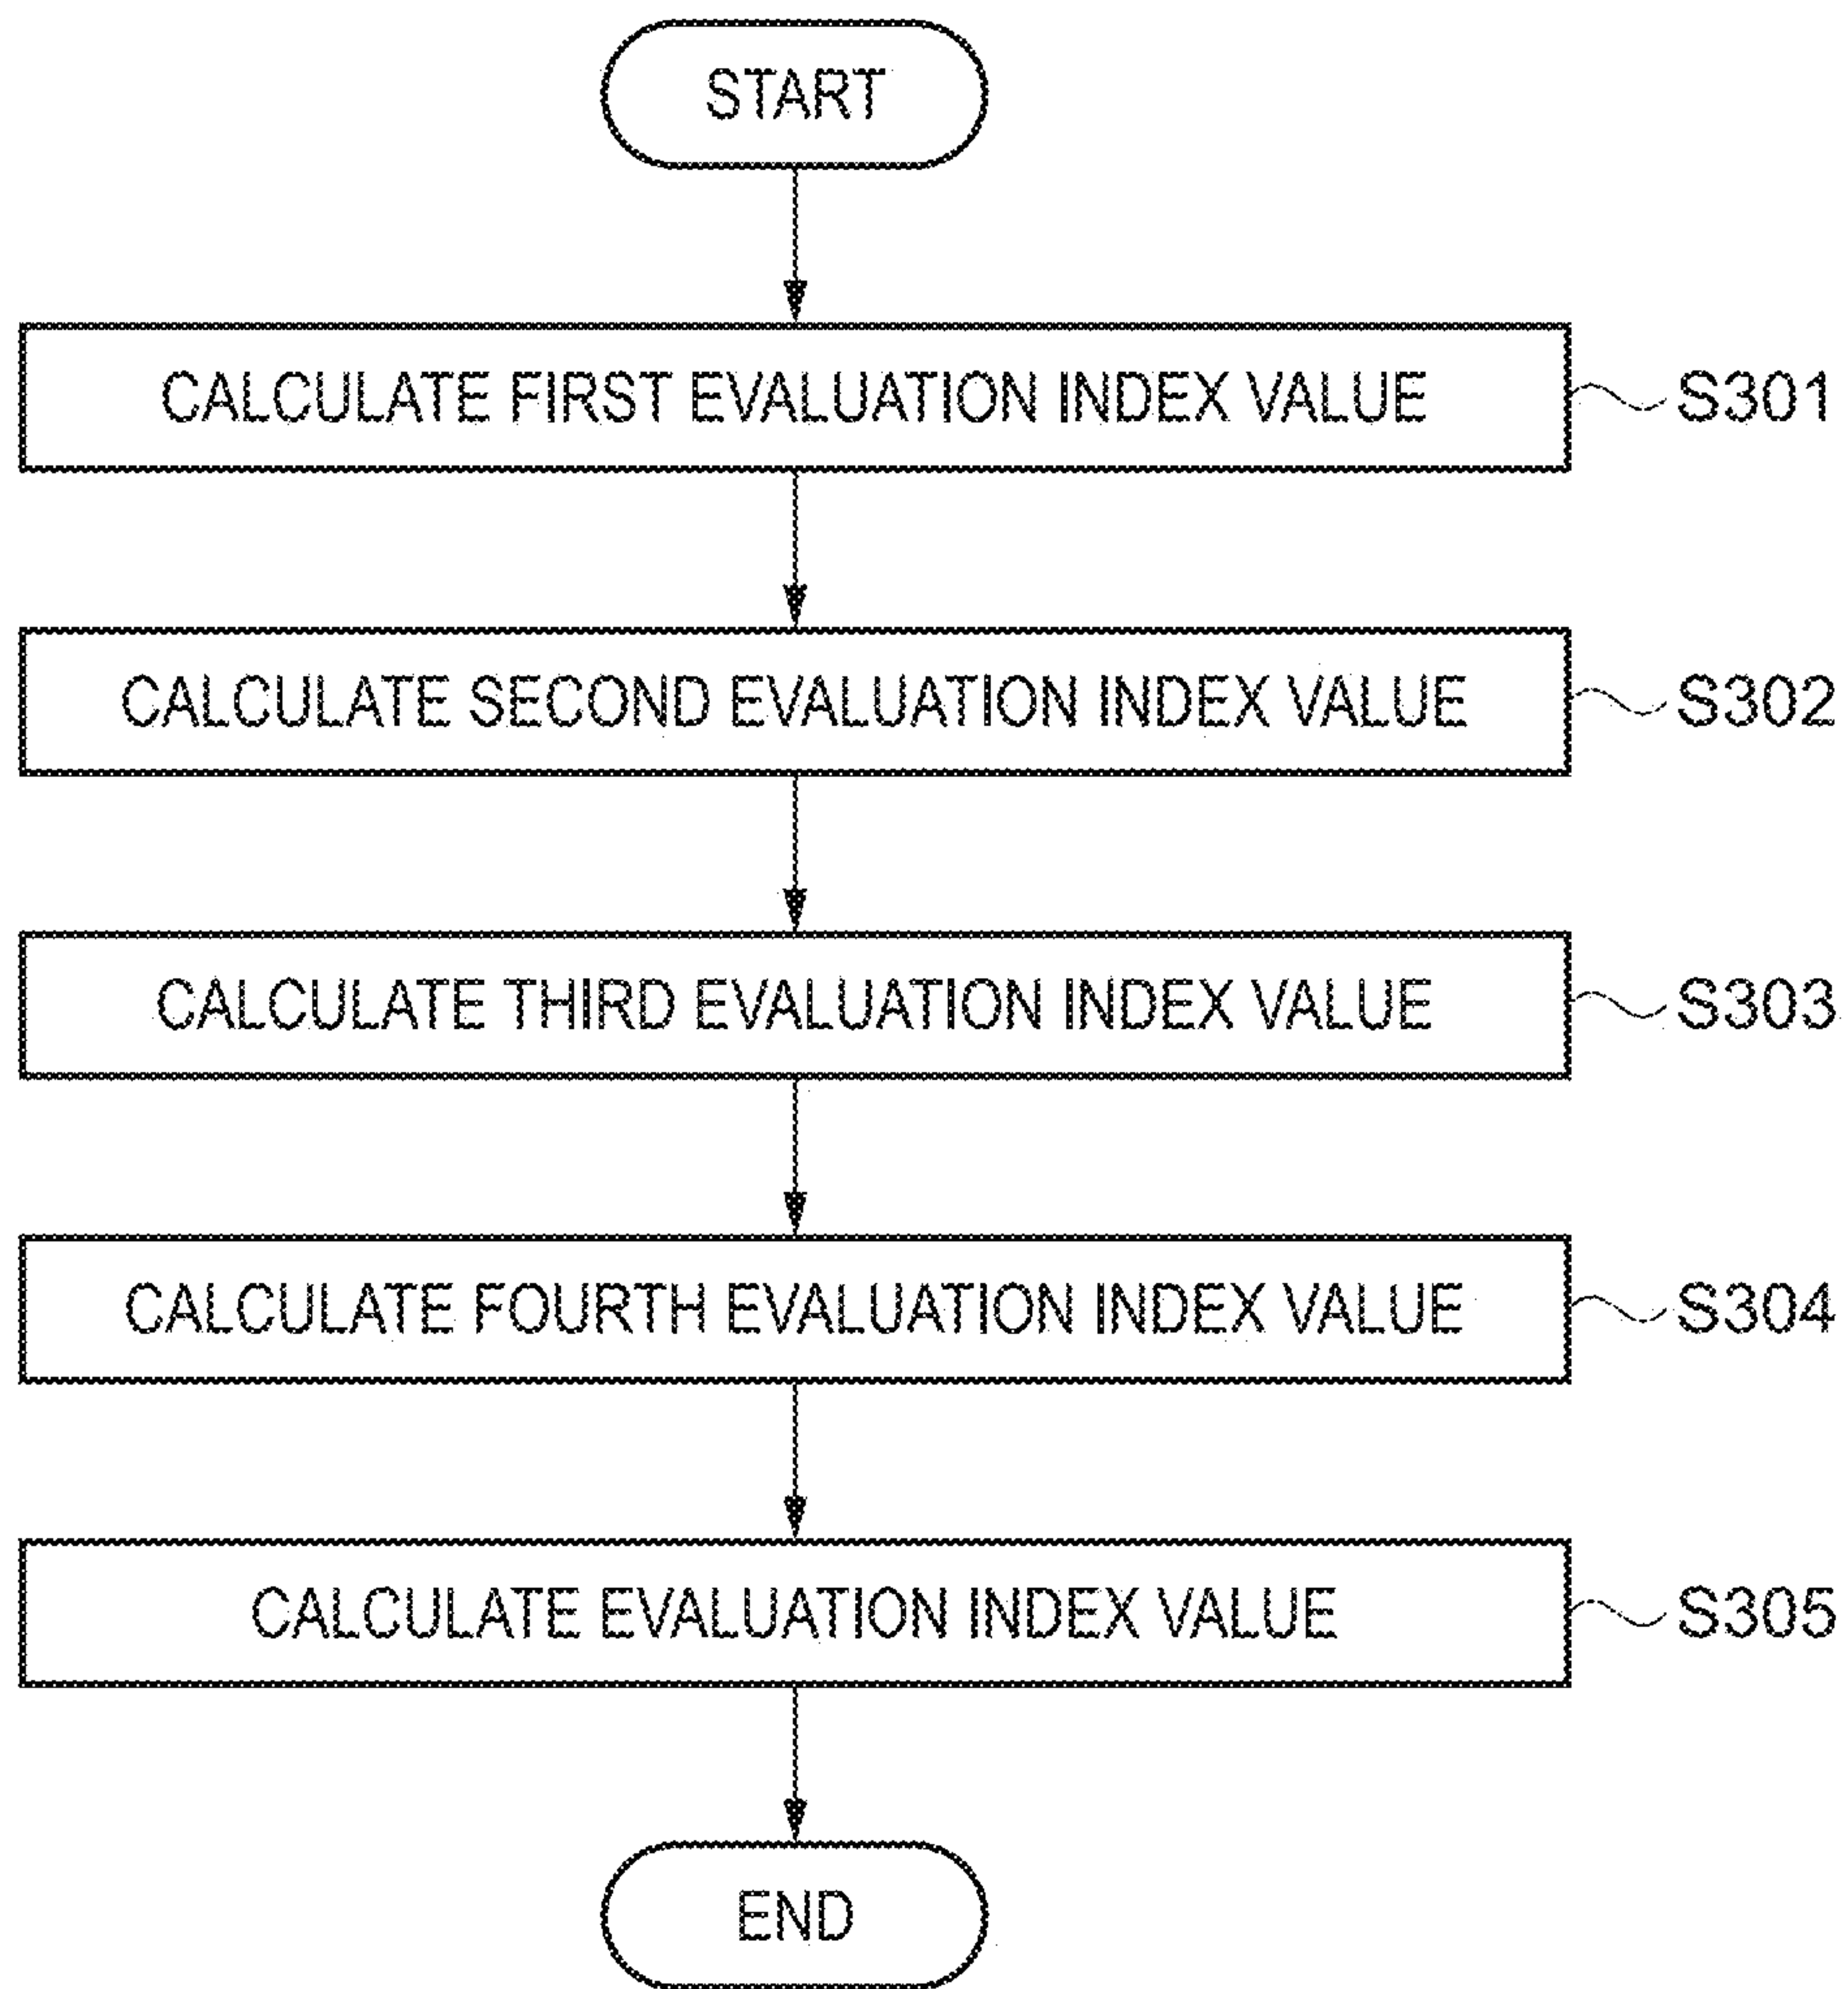 START
CALCULATE FIRST EVALUATION INDEX VALUE S301
CALCULATE SECOND EVALUATION INDEX VALUE S302
CALCULATE THIRD EVALUATION INDEX VALUE S303
CALCULATE FOURTH EVALUATION INDEX VALUE S304
CALCULATE EVALUATION INDEX VALUE S305
END